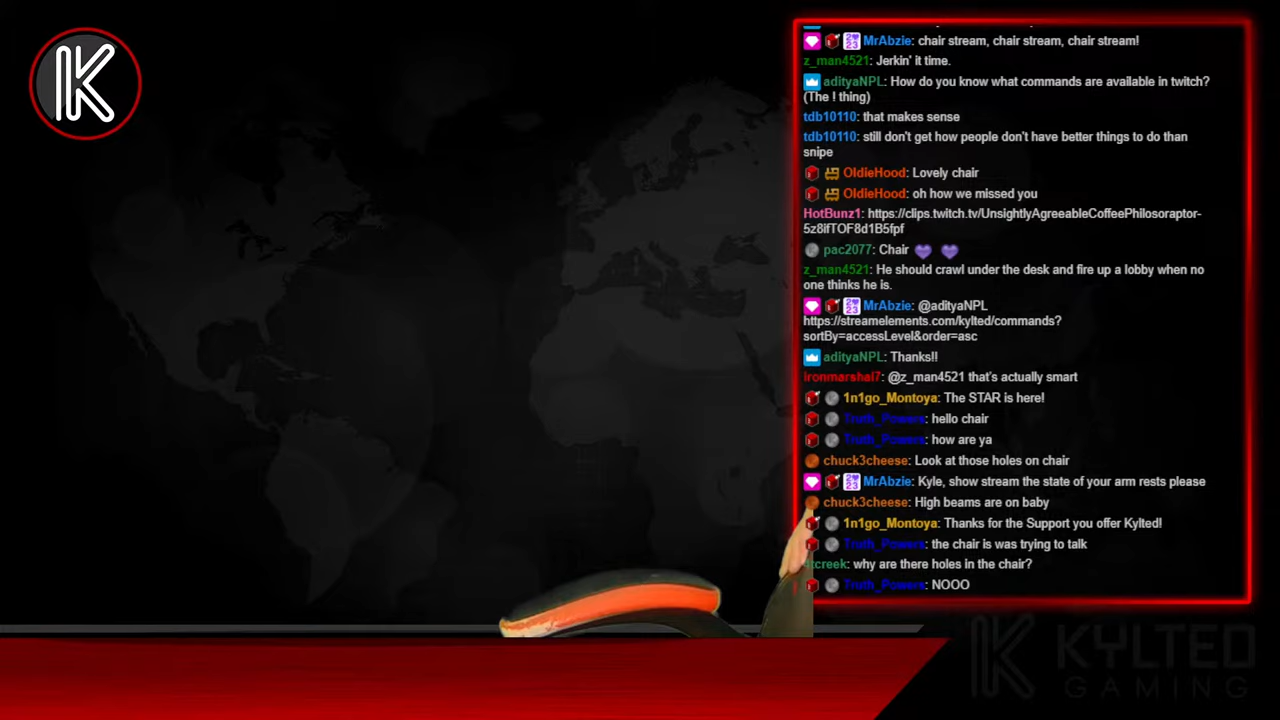 K
MrAbzie: chair stream, chair stream, chair stream!
z_man4521: Jerkin' it time.
adityaNPL: How do you know what commands are available in twitch?
(The ! thing)
tdb10110: that makes sense
tdb10110: still don't get how people don't have better things to do than
snipe
OldieHood: Lovely chair
OldieHood: oh how we missed you
HotBunz1: https://clips.twitch.tv/UnsightlyAgreeableCoffeePhilosoraptor-
5z8lfTOF8d1B5fpf
pac2077: Chair
z_man4521: He should crawl under the desk and fire up a lobby when no
one thinks he is.
MrAbzie: @adityaNPL
https://streamelements.com/kylted/commands?
sortBy=accessLevel&order=asc
adityaNPL: Thanks!!
Ironmarshal7: @z_man4521 that's actually smart
1n1go_Montoya: The STAR is here!
Truth_Powers: hello chair
Truth_Powers: how are ya
chuck3cheese: Look at those holes on chair
MrAbzie: Kyle, show stream the state of your arm rests please
chuck3cheese: High beams are on baby
1n1go_Montoya: Thanks for the Support you offer Kylted!
Truth_Powers: the chair is was trying to talk
creek: why are there holes in the chair?
Truth_Powers: NOOO
K KYLTED
GAMING